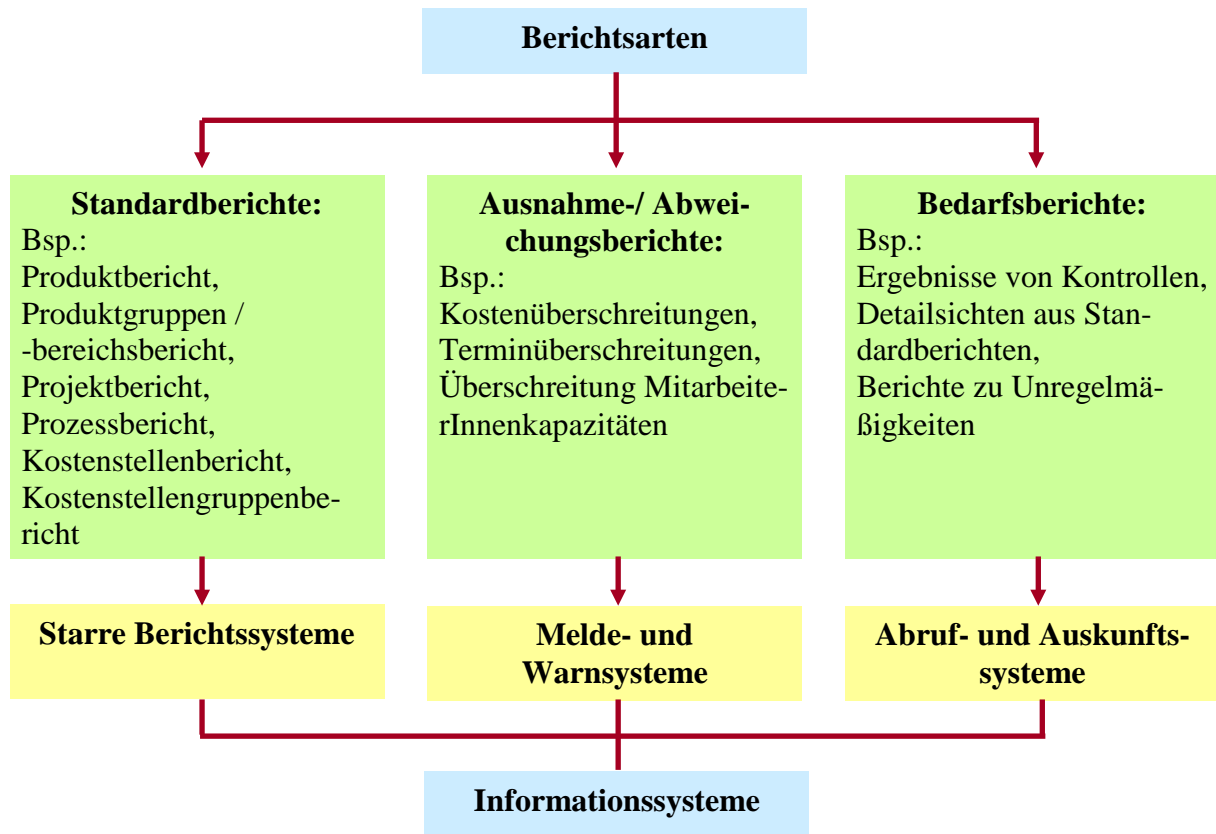 Berichtsarten
Standardberichte:
Bsp.:
Produktbericht,
Produktgruppen /
-bereichsbericht,
Projektbericht,
Prozessbericht,
Kostenstellenbericht,
Kostenstellengruppenbe-
richt
Ausnahme-/ Abwei-
chungsberichte:
Bsp.:
Kostenüberschreitungen,
Terminüberschreitungen,
Überschreitung Mitarbeite-
rInnenkapazitäten
Bedarfsberichte:
Bsp.:
Ergebnisse von Kontrollen,
Detailsichten aus Stan-
dardberichten,
Berichte zu Unregelmä-
ßigkeiten
Starre Berichtssysteme
Melde- und
Warnsysteme
Abruf- und Auskunfts-
systeme
Informationssysteme